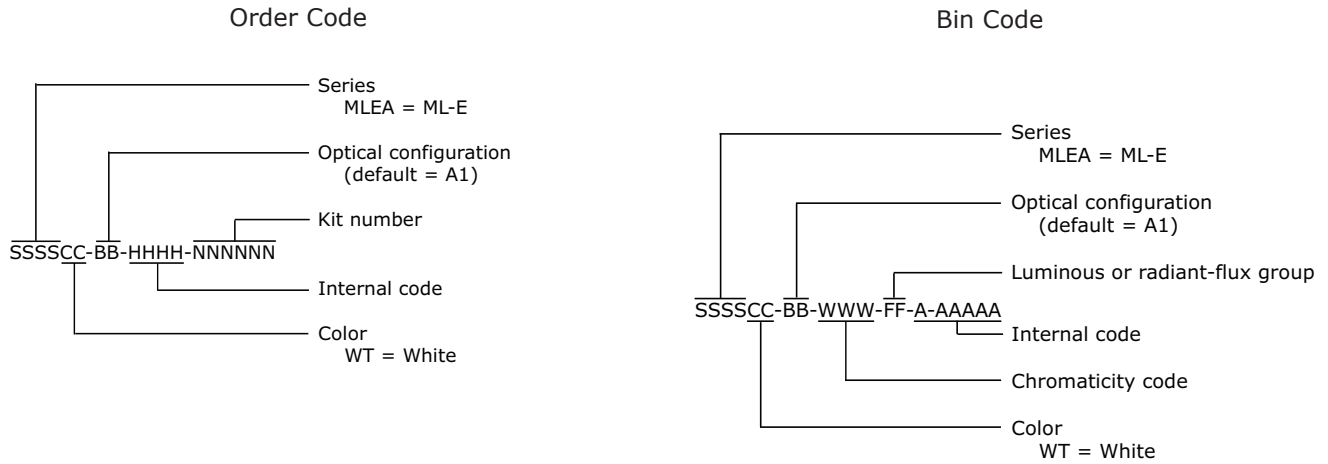 Order Code
Series
MLEA = ML-E
Optical configuration
(default = A1)
Kit number
SSSSCC-BB-HHHH-NNNNNN
Internal code
Color
WT = White
Bin Code
Series
MLEA = ML-E
Optical configuration
(default = A1)
Luminous or radiant-flux group
SSSSCC-BB-WWW-FF-A-AAAAA
Internal code
Chromaticity code
Color
WT = White